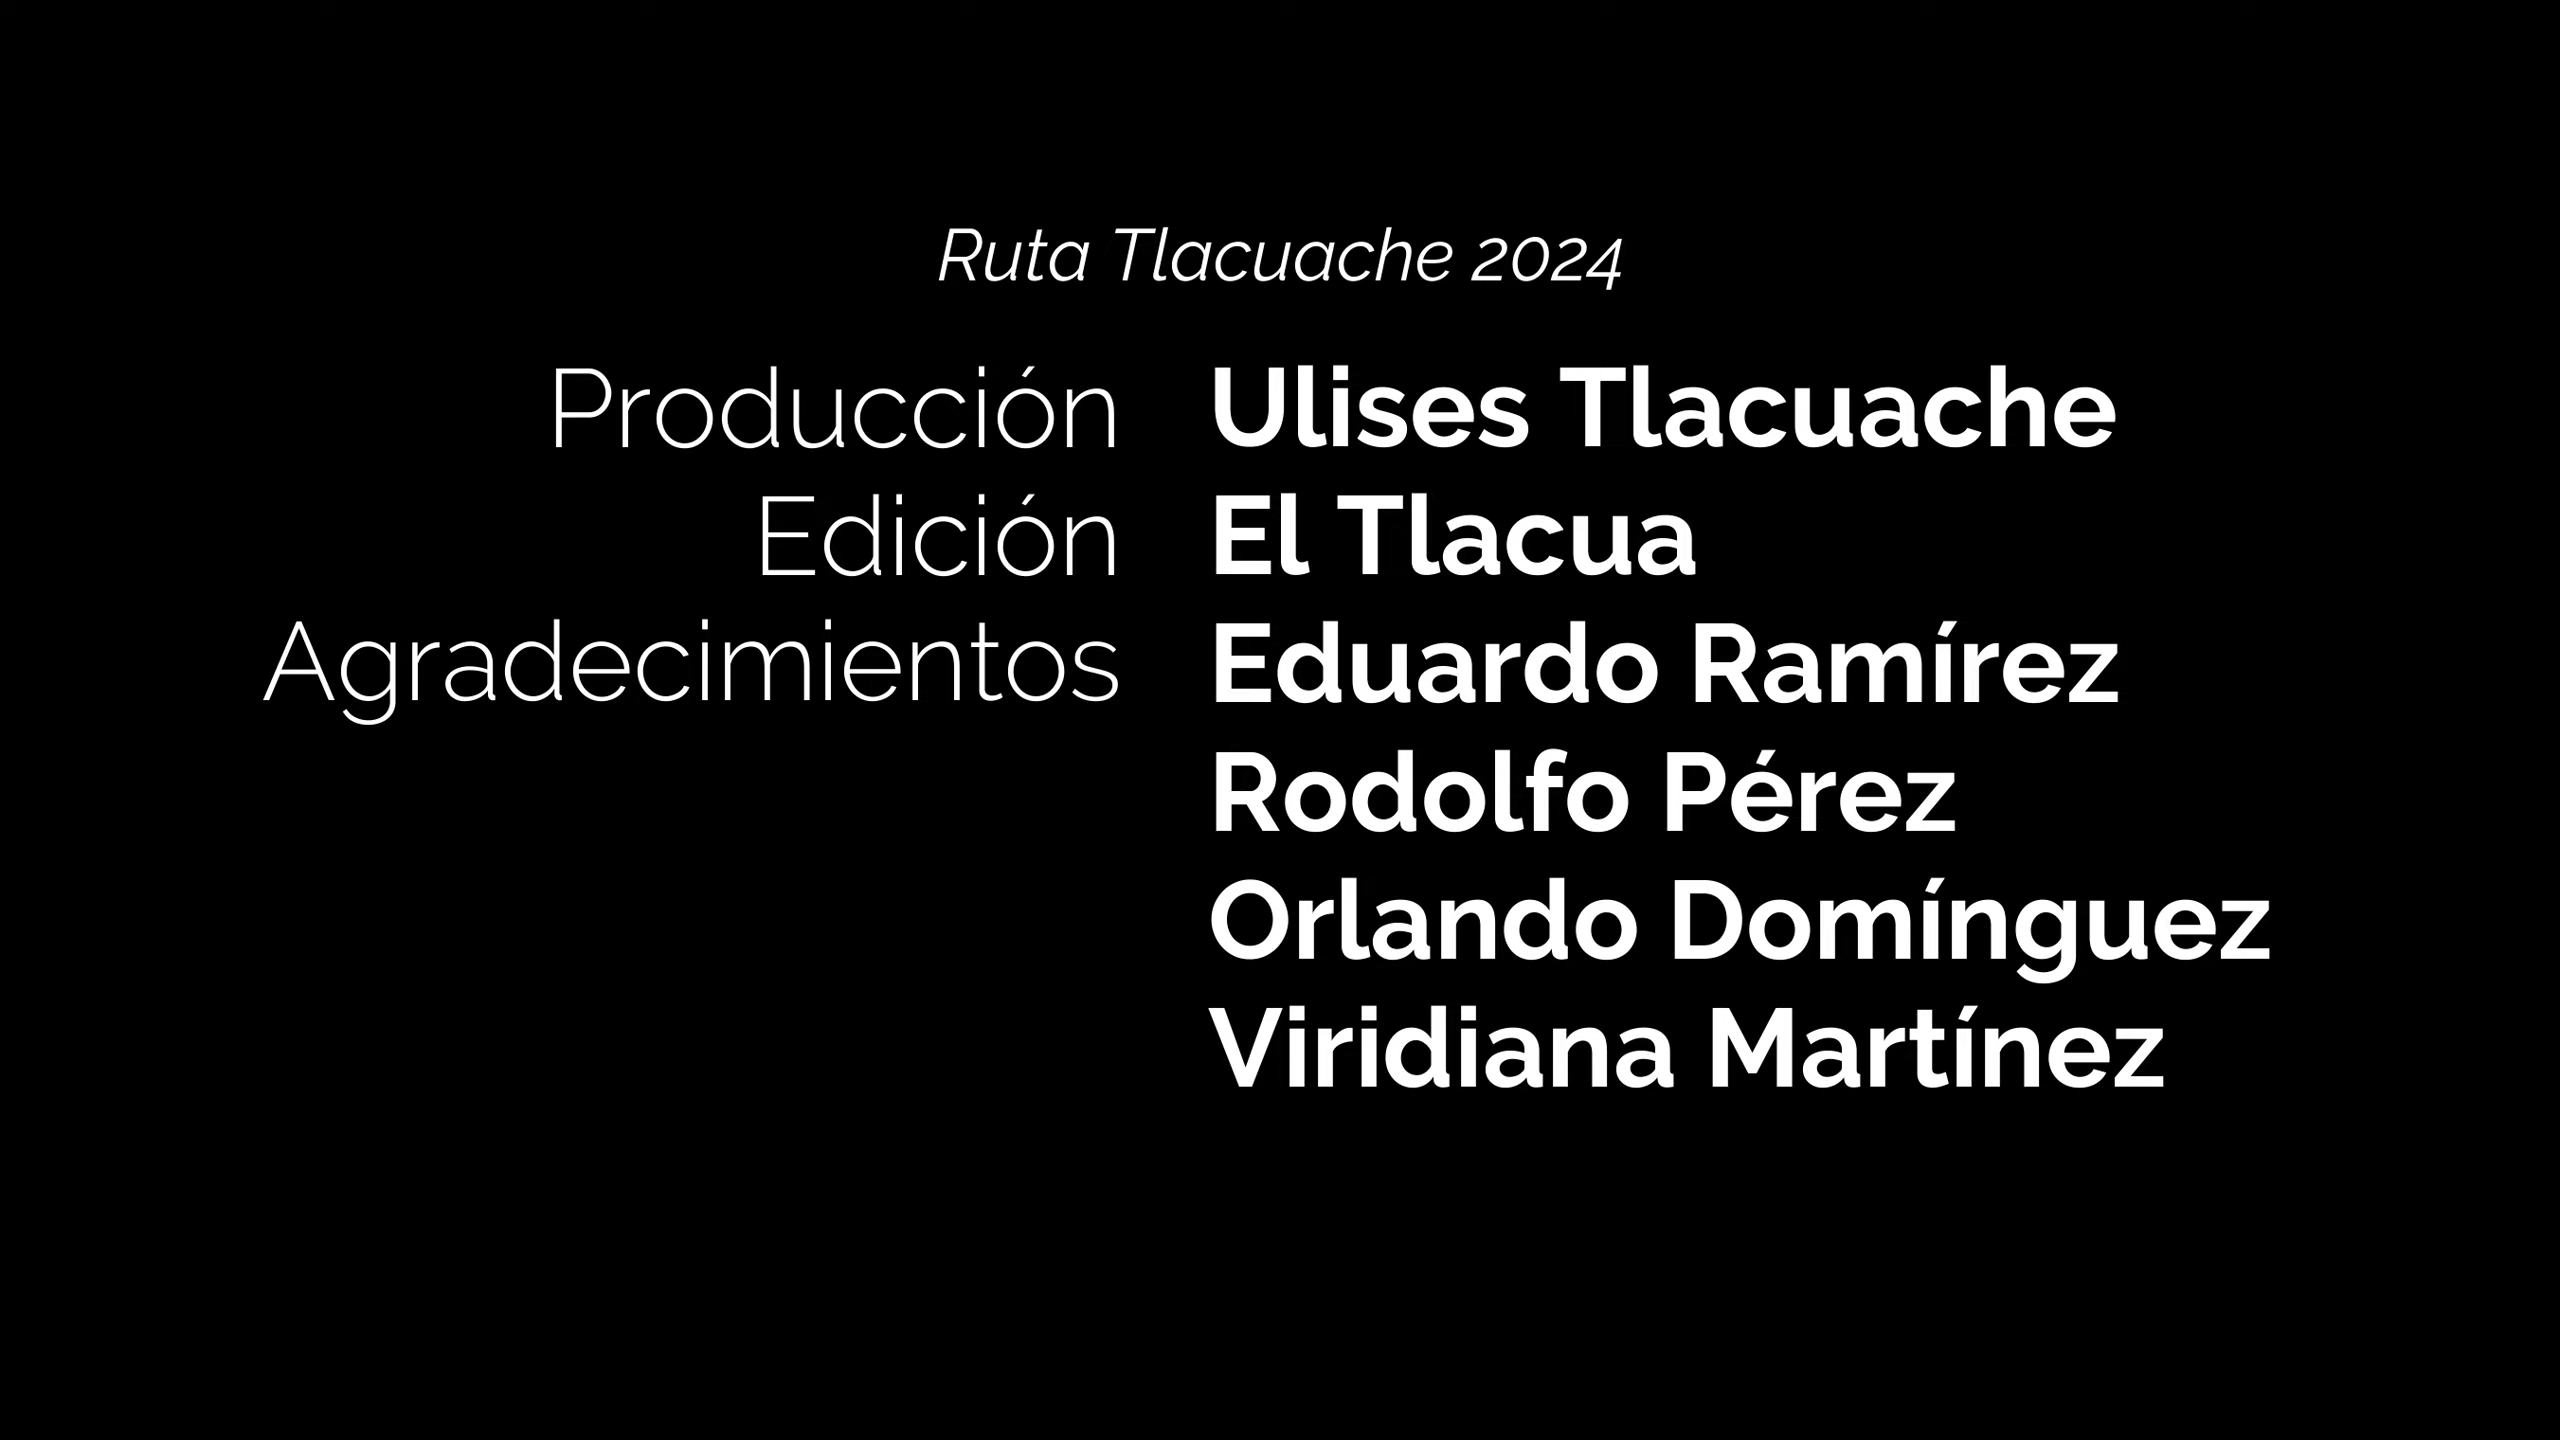 Ruta Tlacuache 2024
Producción Ulises Tlacuache
Edición El Tlacua
Agradecimientos Eduardo Ramírez
Rodolfo Pérez
Orlando Domínguez
Viridiana Martínez